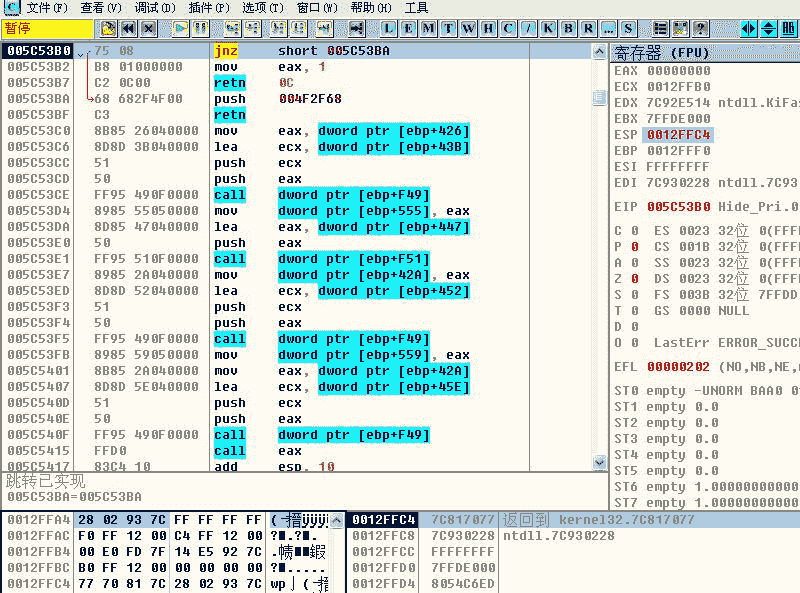 文件(F) 查看(V) 调试(D) 插件(P) 选项(T) 窗口(W) 帮助(H) 工具
暂停 L E M T W H C / K B R ... S
005C53B0 75 08 jnz short 005C53BA
005C53B2 B8 01000000 mov eax, 1
005C53B7 C2 0C00 retn 0C
005C53BA 68 682F4F00 push 004F2F68
005C53BF C3 retn
005C53C0 8B85 26040000 mov eax, dword ptr [ebp+426]
005C53C6 8D8D 3B040000 lea ecx, dword ptr [ebp+43B]
005C53CC 51 push ecx
005C53CD 50 push eax
005C53CE FF95 490F0000 call dword ptr [ebp+F49]
005C53D4 8985 55050000 mov dword ptr [ebp+555], eax
005C53DA 8D85 47040000 lea eax, dword ptr [ebp+447]
005C53E0 50 push eax
005C53E1 FF95 510F0000 call dword ptr [ebp+F51]
005C53E7 8985 2A040000 mov dword ptr [ebp+42A], eax
005C53ED 8D8D 52040000 lea ecx, dword ptr [ebp+452]
005C53F3 51 push ecx
005C53F4 50 push eax
005C53F5 FF95 490F0000 call dword ptr [ebp+F49]
005C53FB 8985 59050000 mov dword ptr [ebp+559], eax
005C5401 8B85 2A040000 mov eax, dword ptr [ebp+42A]
005C5407 8D8D 5E040000 lea ecx, dword ptr [ebp+45E]
005C540D 51 push ecx
005C540E 50 push eax
005C540F FF95 490F0000 call dword ptr [ebp+F49]
005C5415 FFD0 call eax
005C5417 83C4 10 add esp, 10
跳转已实现
005C53BA=005C53BA
寄存器 (FPU)
EAX 00000000
ECX 0012FFB0
EDX 7C92E514 ntdll.KiFas
EBX 7FFDE000
ESP 0012FFC4
EBP 0012FFF0
ESI FFFFFFFF
EDI 7C930228 ntdll.7C93
EIP 005C53B0 Hide_Pri.0
C 0 ES 0023 32位 0(FFFF
P 0 CS 001B 32位 0(FFFF
A 0 SS 0023 32位 0(FFFF
Z 0 DS 0023 32位 0(FFFF
S 0 FS 003B 32位 7FFDD
T 0 GS 0000 NULL
D 0
O 0 LastErr ERROR_SUCC
EFL 00000202 (NO,NB,NE,
ST0 empty -UNORM BAA0 0
ST1 empty 0.0
ST2 empty 0.0
ST3 empty 0.0
ST4 empty 0.0
ST5 empty 0.0
ST6 empty 1.00000000000
ST7 empty 1.00000000000
0012FFA4 28 02 93 7C FF FF FF FF
0012FFAC F0 FF 12 00 C4 FF 12 00
0012FFB4 00 E0 FD 7F 14 E5 92 7C
0012FFBC B0 FF 12 00 00 00 00 00
0012FFC4 77 70 81 7C 28 02 93 7C
0012FFC4 7C817077 返回到 kernel32.7C817077
0012FFC8 7C930228 ntdll.7C930228
0012FFCC FFFFFFFF
0012FFD0 7FFDE000
0012FFD4 8054C6ED